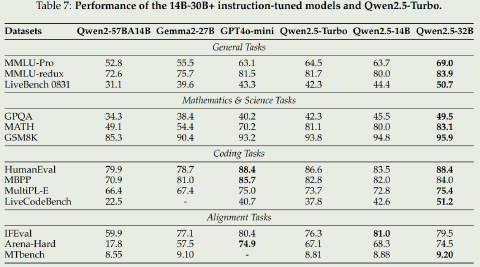 Table 7: Performance of the 14B-30B+ instruction-tuned models and Qwen2.5-Turbo.
Datasets Qwen2-57BA14B Gemma2-27B GPT4o-mini Qwen2.5-Turbo Qwen2.5-14B Qwen2.5-32B
General Tasks
MMLU-Pro 52.8 55.5 63.1 64.5 63.7 69.0
MMLU-redux 72.6 75.7 81.5 81.7 80.0 83.9
LiveBench 0831 31.1 39.6 43.3 42.3 44.4 50.7
Mathematics & Science Tasks
GPQA 34.3 38.4 40.2 42.3 45.5 49.5
MATH 49.1 54.4 70.2 81.1 80.0 83.1
GSM8K 85.3 90.4 93.2 93.8 94.8 95.9
Coding Tasks
HumanEval 79.9 78.7 88.4 86.6 83.5 88.4
MBPP 70.9 81.0 85.7 82.8 82.0 84.0
MultiPL-E 66.4 67.4 75.0 73.7 72.8 75.4
LiveCodeBench 22.5 - 40.7 37.8 42.6 51.2
Alignment Tasks
IFEval 59.9 77.1 80.4 76.3 81.0 79.5
Arena-Hard 17.8 57.5 74.9 67.1 68.3 74.5
MTbench 8.55 9.10 - 8.81 8.88 9.20